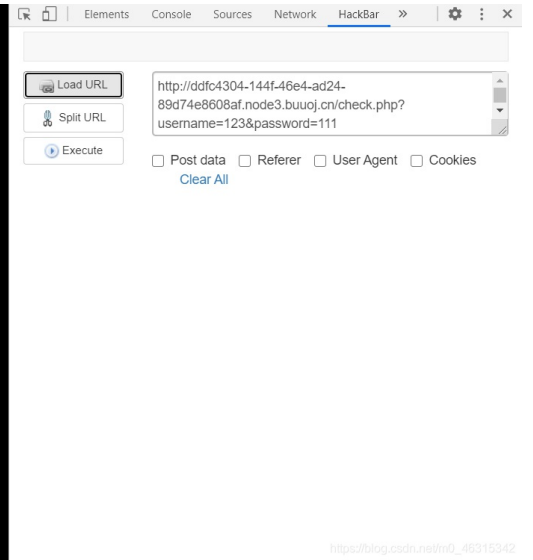 Elements Console Sources Network HackBar »
Load URL
Split URL
Execute
http://ddfc4304-144f-46e4-ad24-
89d74e8608af.node3.buuoj.cn/check.php?
username=123&password=111
Post data Referer User Agent Cookies
Clear All
https://blog.csdn.net/m0_46315342